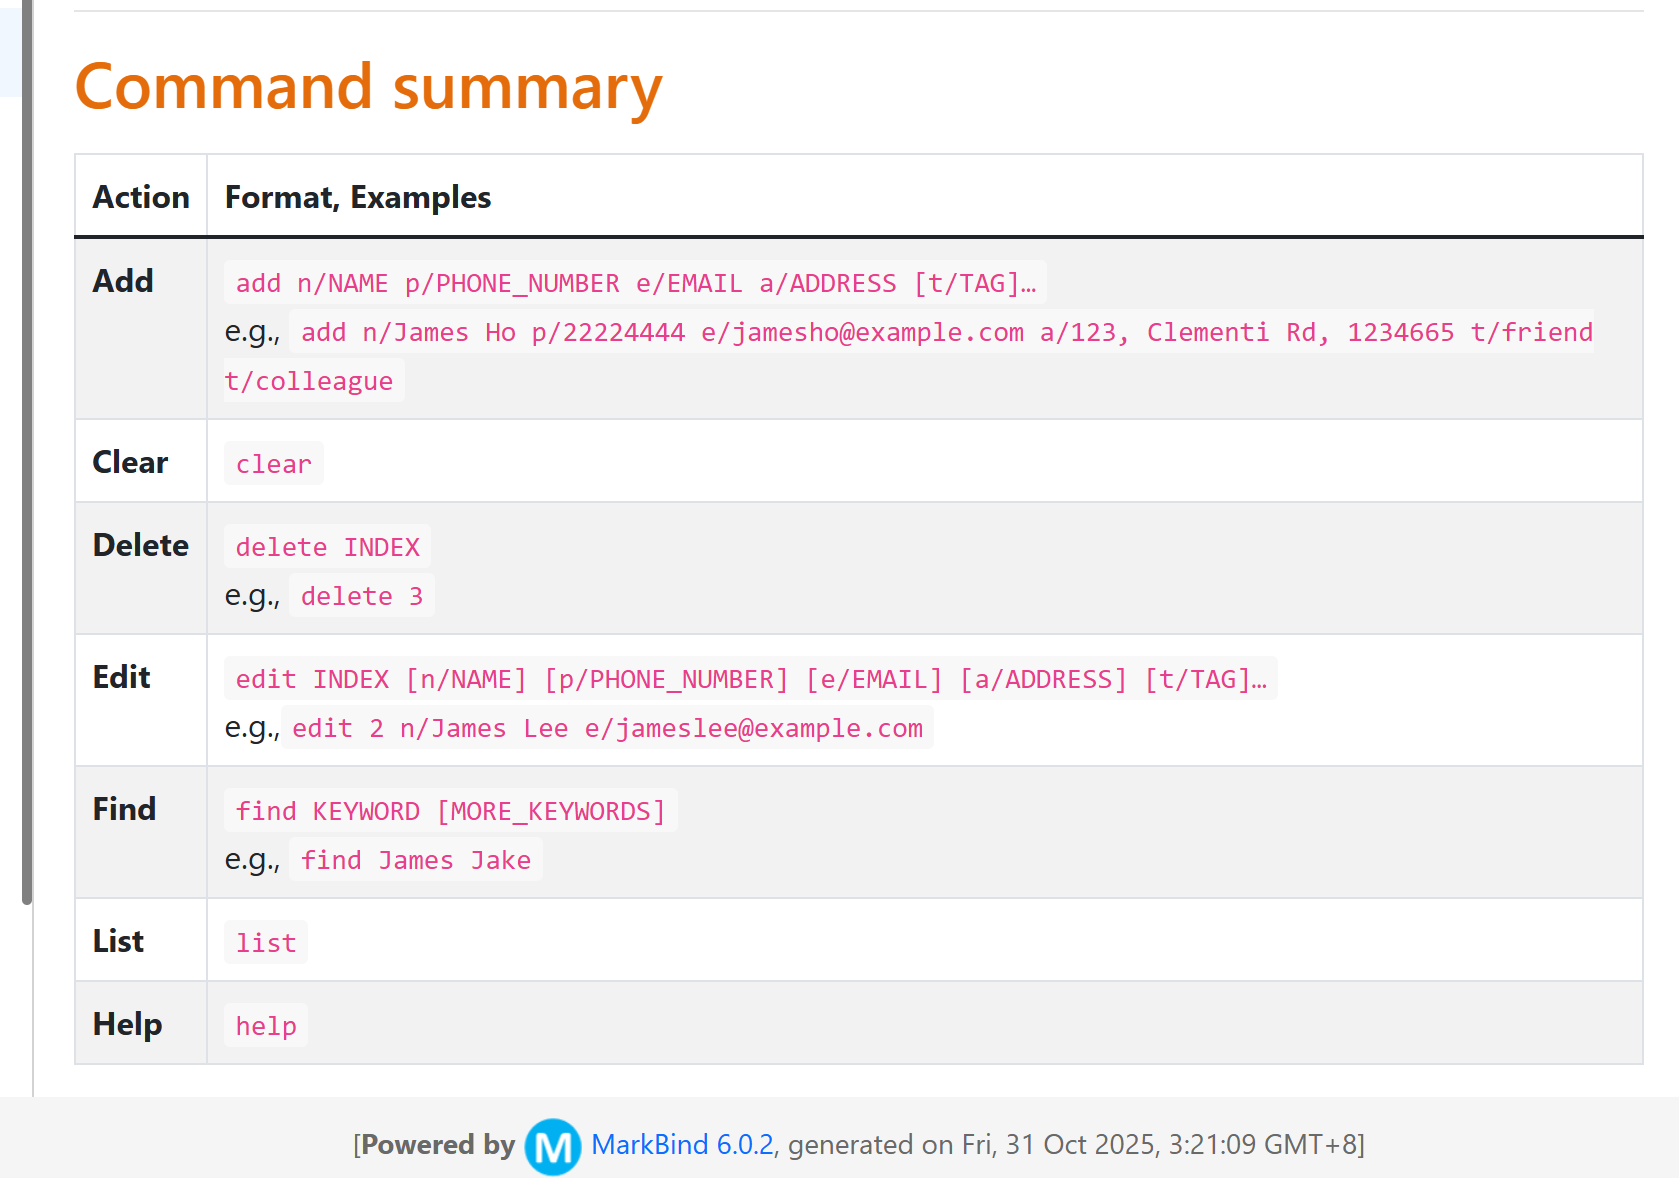 Command summary
Action Format, Examples
Add add n/NAME p/PHONE_NUMBER e/EMAIL a/ADDRESS [t/TAG]…
e.g., add n/James Ho p/22224444 e/jamesho@example.com a/123, Clementi Rd, 1234665 t/friend
t/colleague
Clear clear
Delete delete INDEX
e.g., delete 3
Edit edit INDEX [n/NAME] [p/PHONE_NUMBER] [e/EMAIL] [a/ADDRESS] [t/TAG]…
e.g., edit 2 n/James Lee e/jameslee@example.com
Find find KEYWORD [MORE_KEYWORDS]
e.g., find James Jake
List list
Help help
[Powered by M MarkBind 6.0.2, generated on Fri, 31 Oct 2025, 3:21:09 GMT+8]